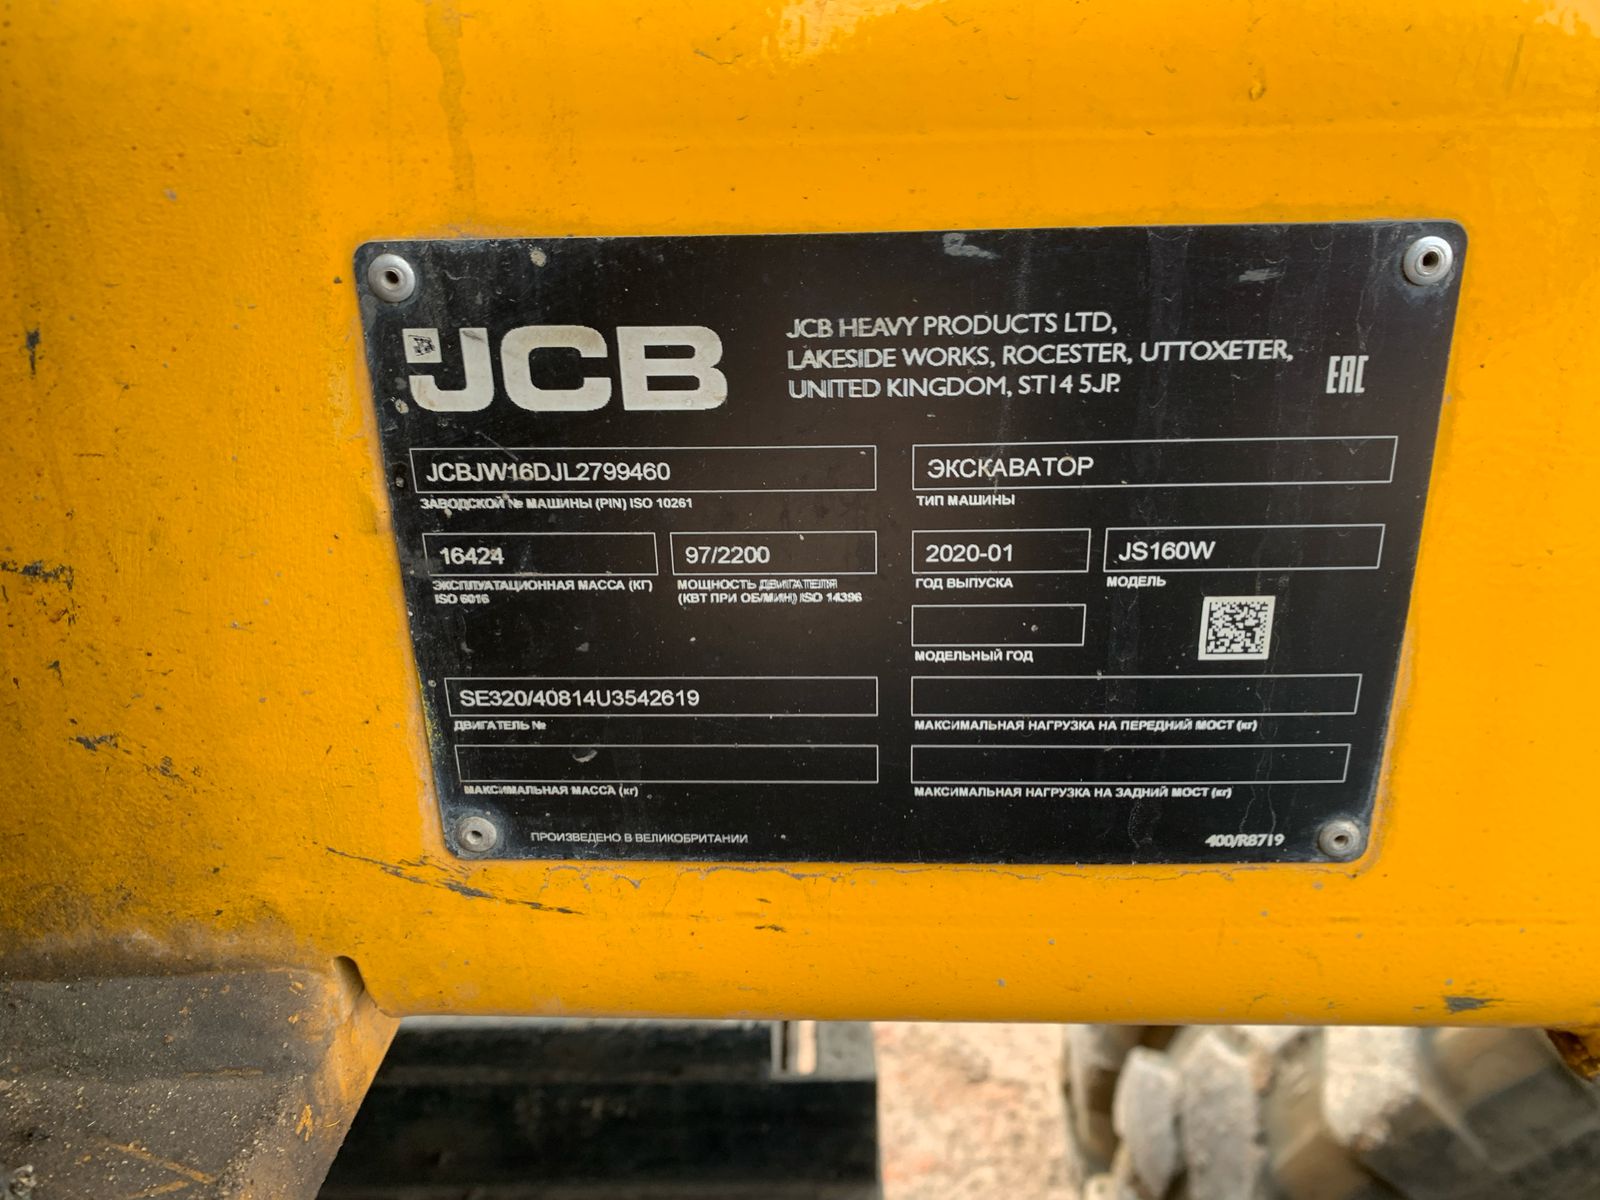 JCB
JCB HEAVY PRODUCTS LTD,
LAKESIDE WORKS, ROCESTER, UTTOXETER,
UNITED KINGDOM, ST14 5JP.
EAC
JCBJW16DJL2799460
ЗАВОДСКОЙ № МАШИНЫ (PIN) ISO 10261
ЭКСКАВАТОР
ТИП МАШИНЫ
16424
ЭКСПЛУАТАЦИОННАЯ МАССА (КГ)
ISO 6016
97/2200
МОЩНОСТЬ ДВИГАТЕЛЯ
(КВТ ПРИ ОБ/МИН) ISO 14396
2020-01
ГОД ВЫПУСКА
JS160W
МОДЕЛЬ
МОДЕЛЬНЫЙ ГОД
SE320/40814U3542619
ДВИГАТЕЛЬ №
МАКСИМАЛЬНАЯ НАГРУЗКА НА ПЕРЕДНИЙ МОСТ (кг)
МАКСИМАЛЬНАЯ МАССА (кг)
МАКСИМАЛЬНАЯ НАГРУЗКА НА ЗАДНИЙ МОСТ (кг)
ПРОИЗВЕДЕНО В ВЕЛИКОБРИТАНИИ
400/R8719